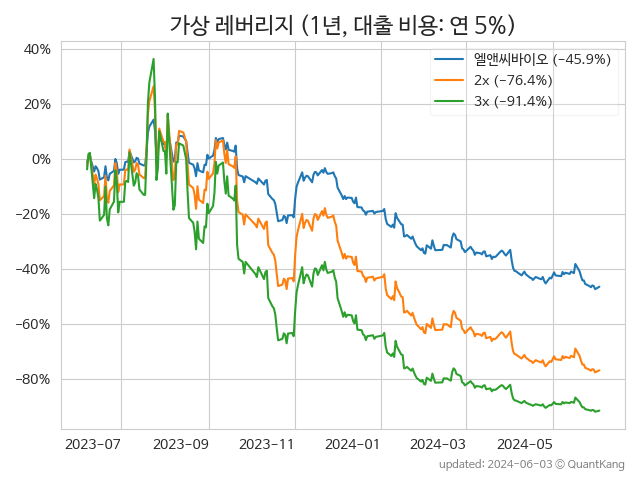 가상 레버리지 (1년, 대출 비용: 연 5%)
40%
20%
0%
−20%
−40%
−60%
−80%
엘앤씨바이오 (−45.9%)
2x (−76.4%)
3x (−91.4%)
2023-07 2023-09 2023-11 2024-01 2024-03 2024-05
updated: 2024-06-03 © QuantKang